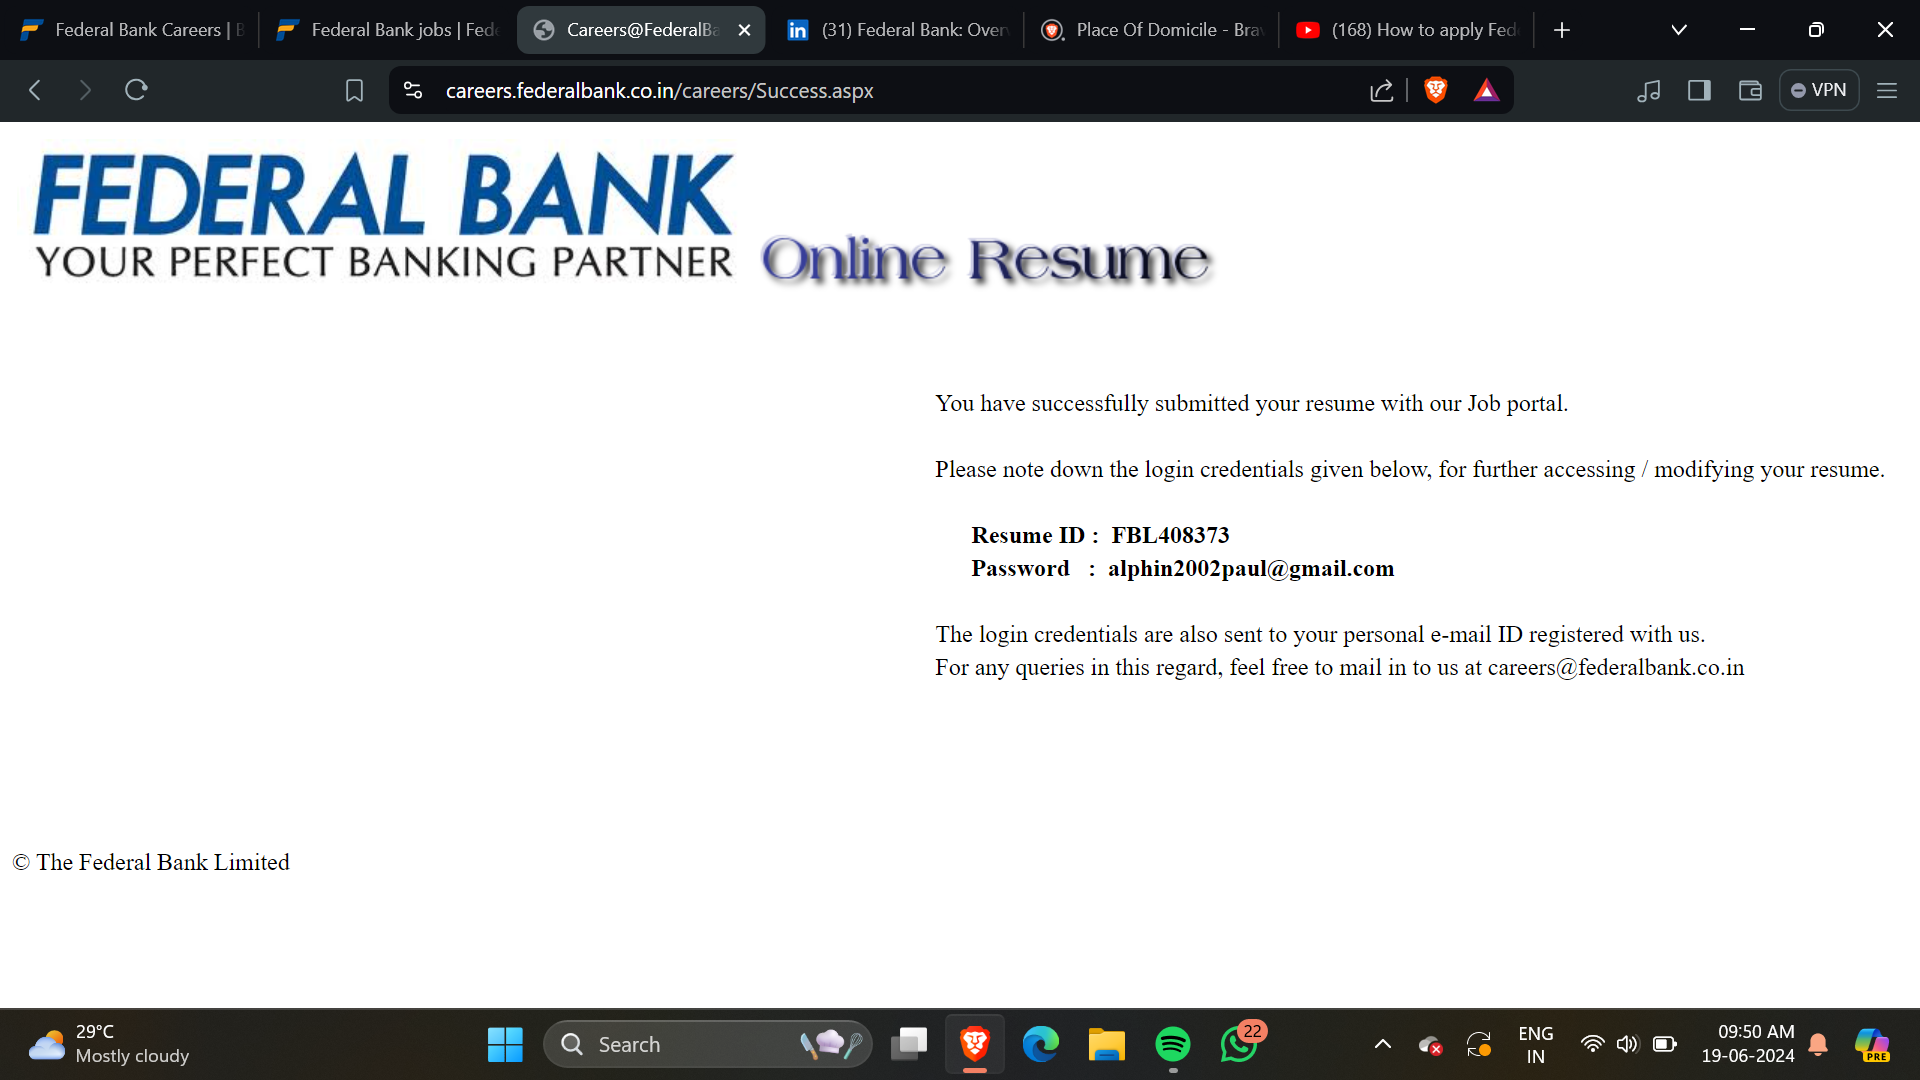 Federal Bank Careers | B
Federal Bank jobs | Fede
Careers@FederalBa
(31) Federal Bank: Over
Place Of Domicile - Brav
(168) How to apply Fed
careers.federalbank.co.in/careers/Success.aspx
VPN
FEDERAL BANK
YOUR PERFECT BANKING PARTNER
Online Resume
You have successfully submitted your resume with our Job portal.
Please note down the login credentials given below, for further accessing / modifying your resume.
Resume ID : FBL408373
Password : alphin2002paul@gmail.com
The login credentials are also sent to your personal e-mail ID registered with us.
For any queries in this regard, feel free to mail in to us at careers@federalbank.co.in
© The Federal Bank Limited
29°C
Mostly cloudy
Search
22
ENG
IN
09:50 AM
19-06-2024
PRE